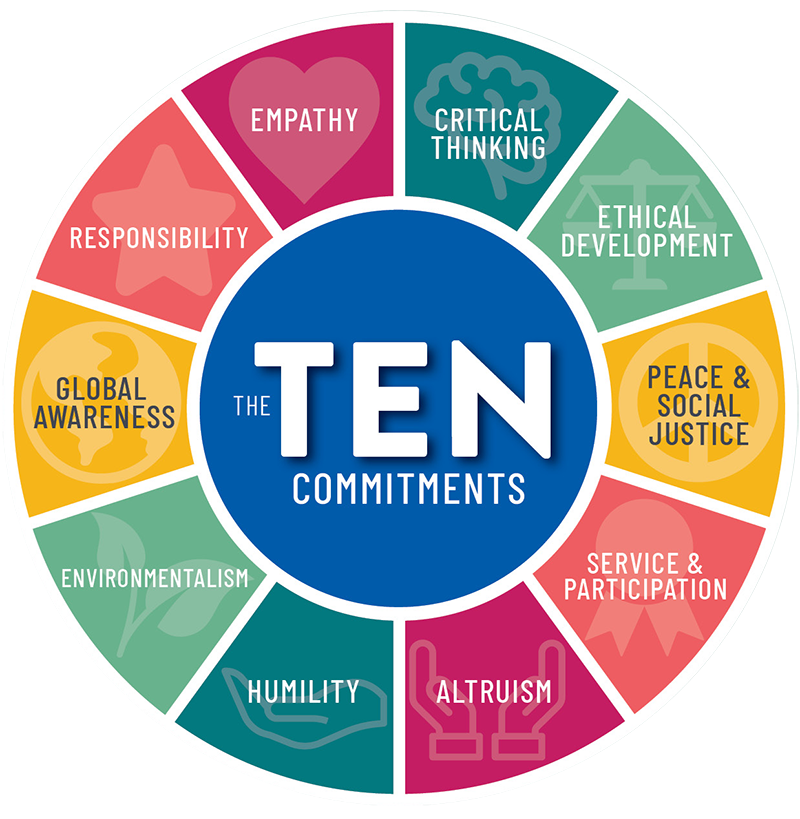 THE TEN
COMMITMENTS
CRITICAL
THINKING
ETHICAL
DEVELOPMENT
PEACE &
SOCIAL
JUSTICE
SERVICE &
PARTICIPATION
ALTRUISM
HUMILITY
ENVIRONMENTALISM
GLOBAL
AWARENESS
RESPONSIBILITY
EMPATHY